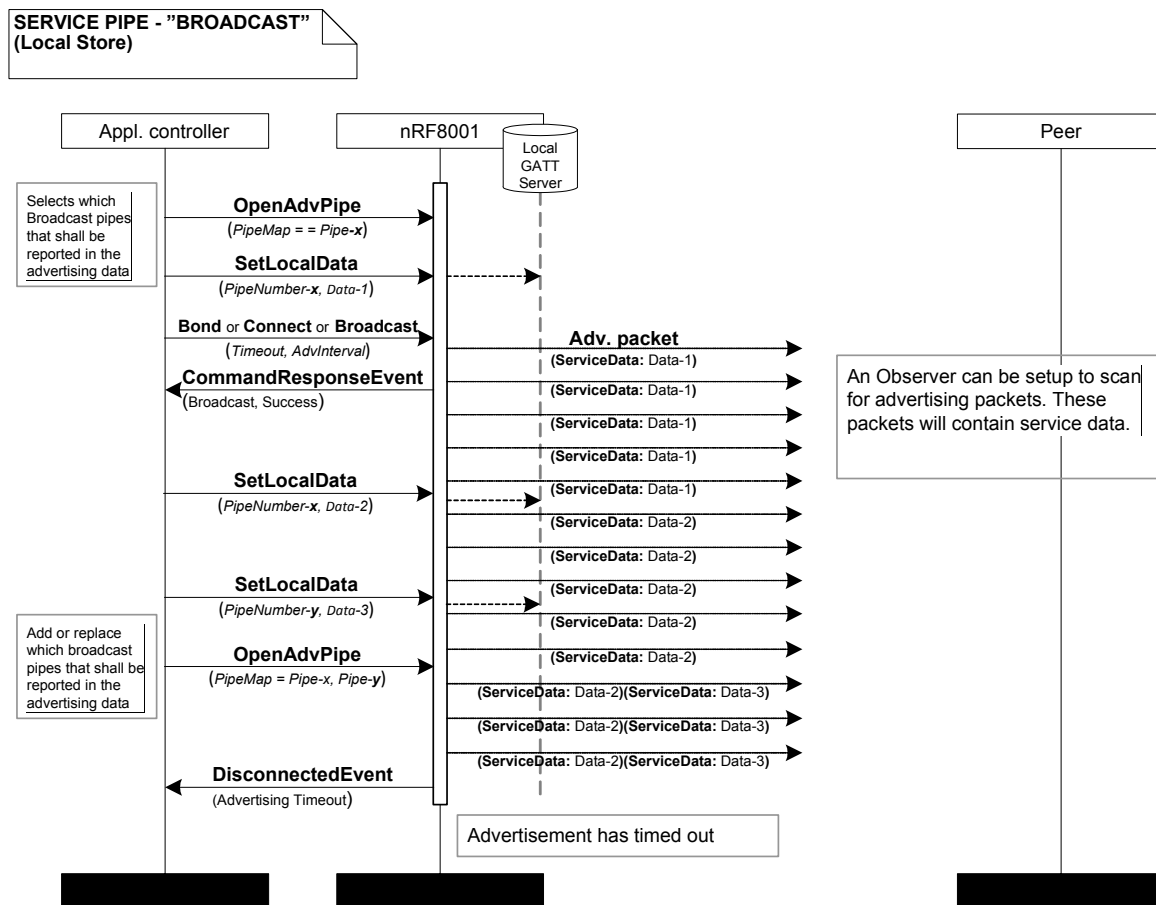 SERVICE PIPE - ”BROADCAST”
(Local Store)
Appl. controller
nRF8001
Local
GATT
Server
Peer
Selects which
Broadcast pipes
that shall be
reported in the
advertising data
OpenAdvPipe
(PipeMap = = Pipe-x)
SetLocalData
(PipeNumber-x, Data-1)
Bond or Connect or Broadcast
(Timeout, AdvInterval)
Adv. packet
(ServiceData: Data-1)
CommandResponseEvent
(Broadcast, Success)
(ServiceData: Data-1)
(ServiceData: Data-1)
(ServiceData: Data-1)
An Observer can be setup to scan
for advertising packets. These
packets will contain service data.
SetLocalData
(PipeNumber-x, Data-2)
(ServiceData: Data-1)
(ServiceData: Data-2)
(ServiceData: Data-2)
(ServiceData: Data-2)
SetLocalData
(PipeNumber-y, Data-3)
(ServiceData: Data-2)
Add or replace
which broadcast
pipes that shall be
reported in the
advertising data
OpenAdvPipe
(PipeMap = Pipe-x, Pipe-y)
(ServiceData: Data-2)
(ServiceData: Data-2)(ServiceData: Data-3)
(ServiceData: Data-2)(ServiceData: Data-3)
(ServiceData: Data-2)(ServiceData: Data-3)
DisconnectedEvent
(Advertising Timeout)
Advertisement has timed out